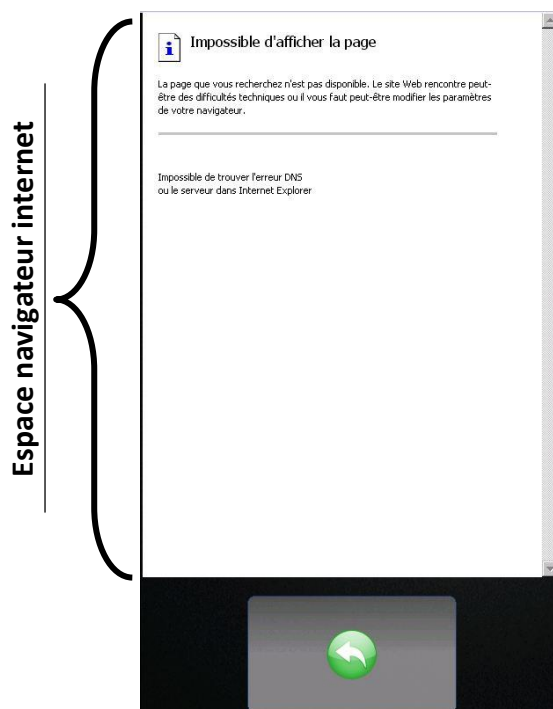 Espace navigateur internet
Impossible d'afficher la page
La page que vous recherchez n'est pas disponible. Le site Web rencontre peut-
être des difficultés techniques ou il vous faut peut-être modifier les paramètres
de votre navigateur.
Impossible de trouver l'erreur DNS
ou le serveur dans Internet Explorer